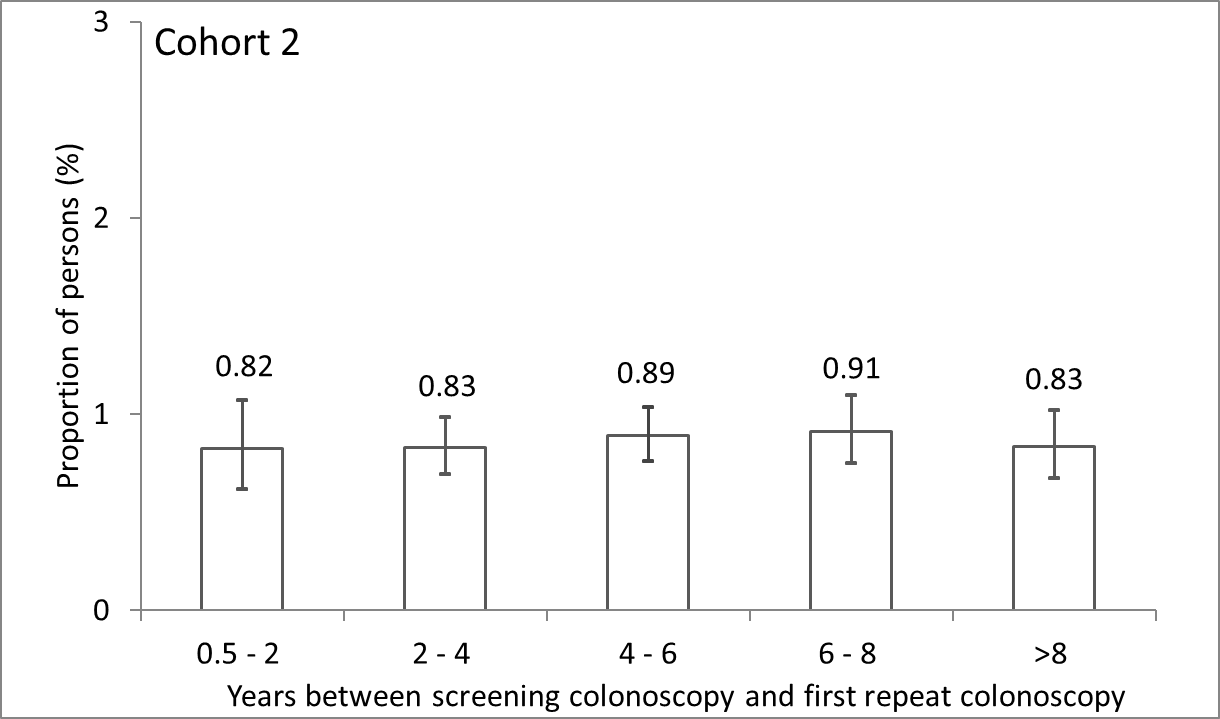 Cohort 2
Proportion of persons (%)
3
2
1
0
0.82
0.83
0.89
0.91
0.83
0.5 - 2
2 - 4
4 - 6
6 - 8
>8
Years between screening colonoscopy and first repeat colonoscopy